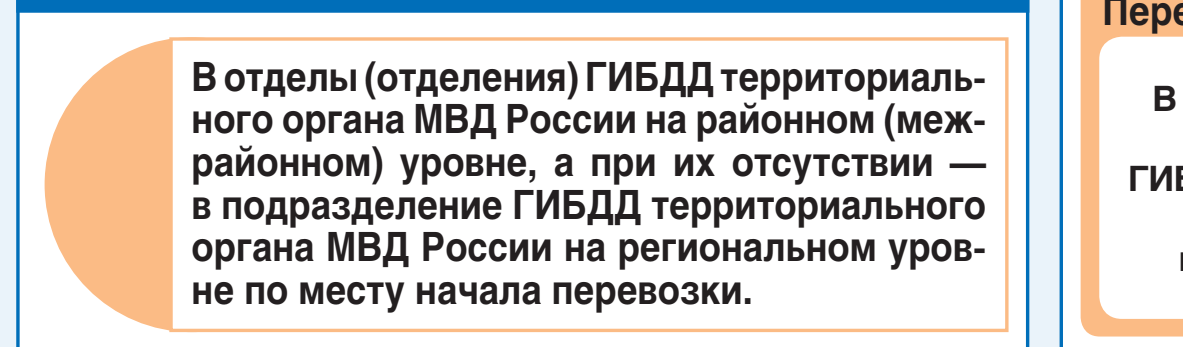 В отделы (отделения) ГИБДД территориаль-
ного органа МВД России на районном (меж-
районном) уровне, а при их отсутствии —
в подразделение ГИБДД территориального
органа МВД России на региональном уров-
не по месту начала перевозки.
В